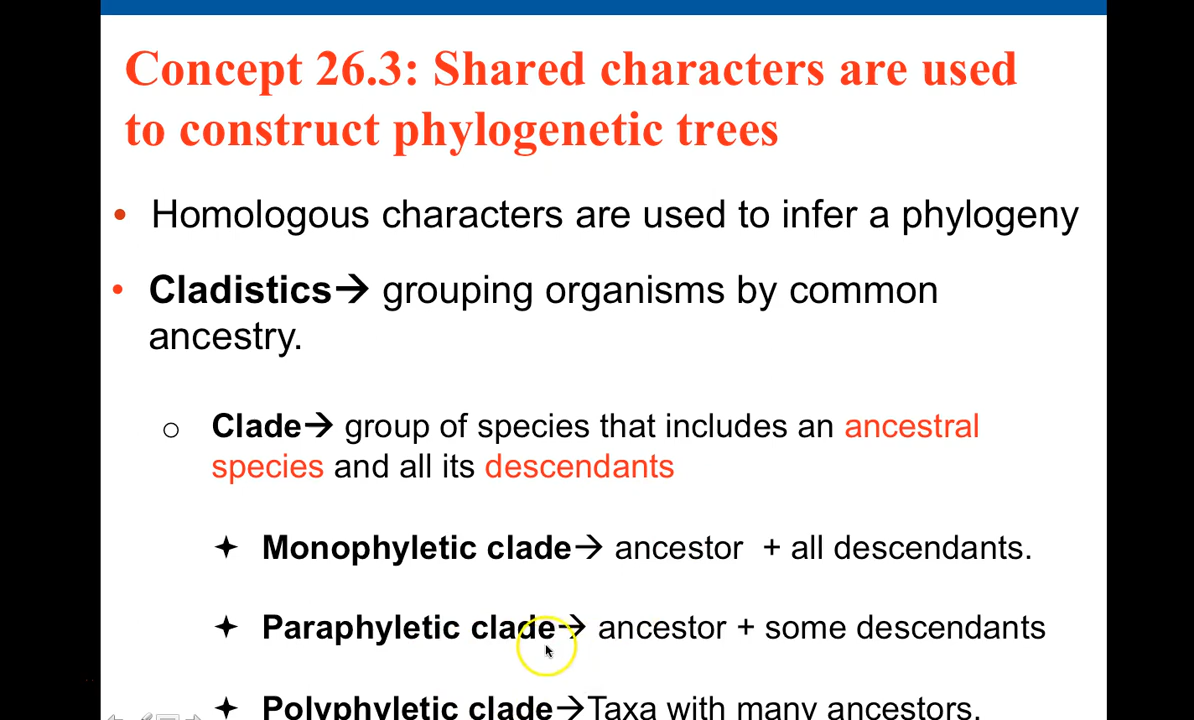 Concept 26.3: Shared characters are used
to construct phylogenetic trees
• Homologous characters are used to infer a phylogeny
• Cladistics→ grouping organisms by common
ancestry.
o Clade→ group of species that includes an ancestral
species and all its descendants
✦ Monophyletic clade→ ancestor + all descendants.
✦ Paraphyletic clade→ ancestor + some descendants
✦ Polyphyletic clade→Taxa with many ancestors.